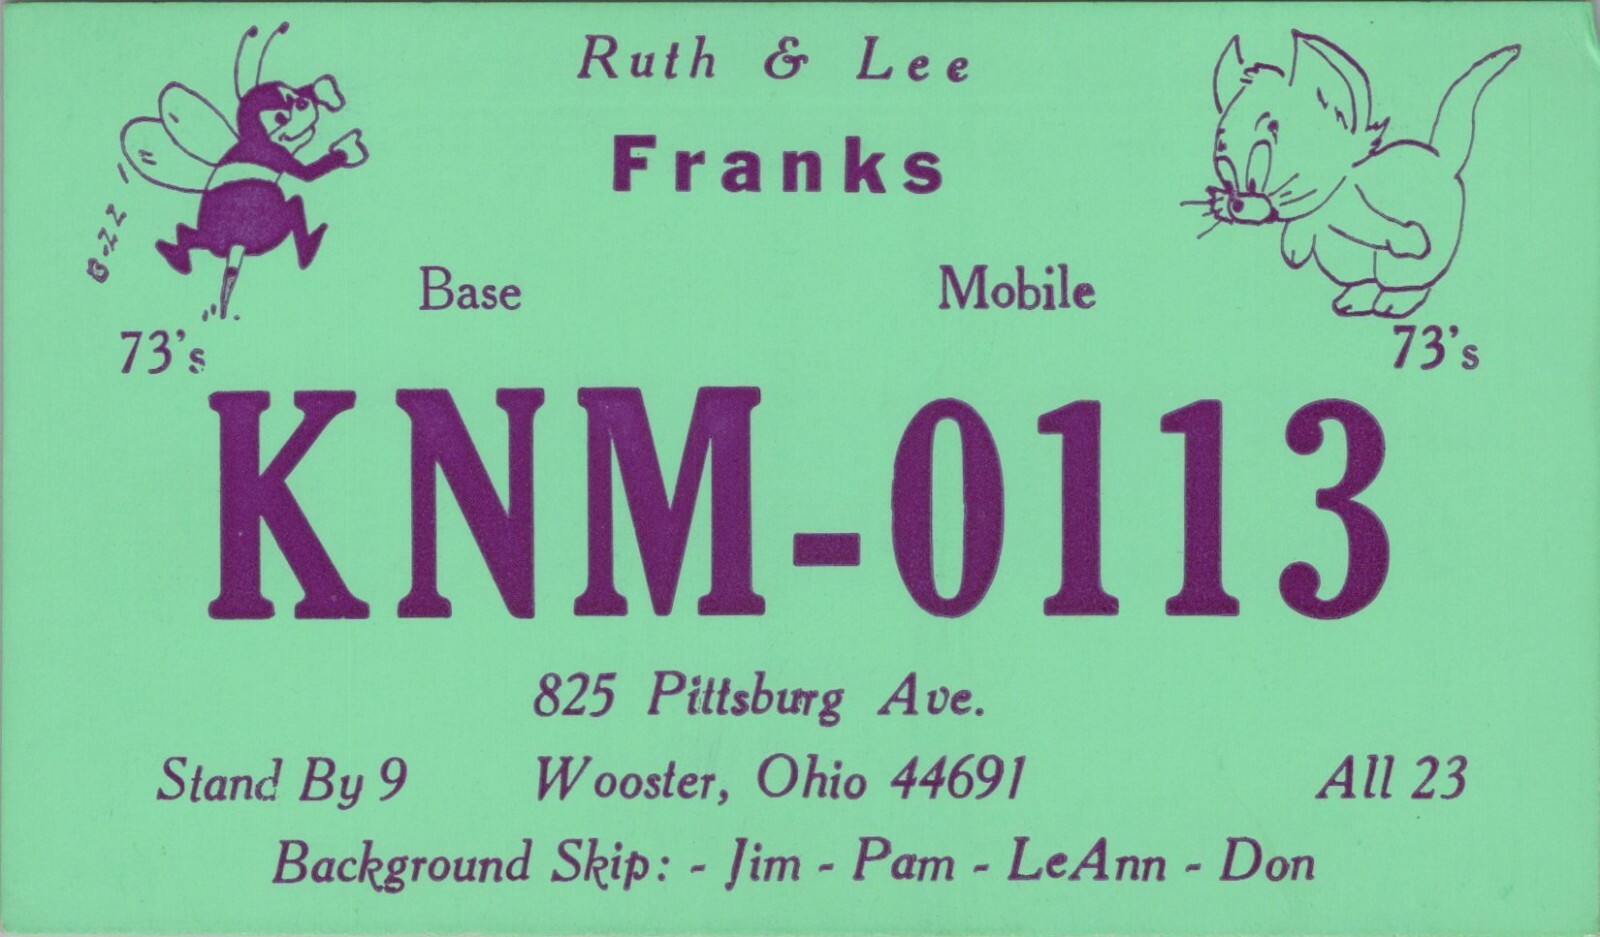 Ruth & Lee
Franks
B-ZZ
Base Mobile
73's 73's
KNM-0113
825 Pittsburg Ave.
Stand By 9 Wooster, Ohio 44691 All 23
Background Skip: - Jim - Pam - LeAnn - Don